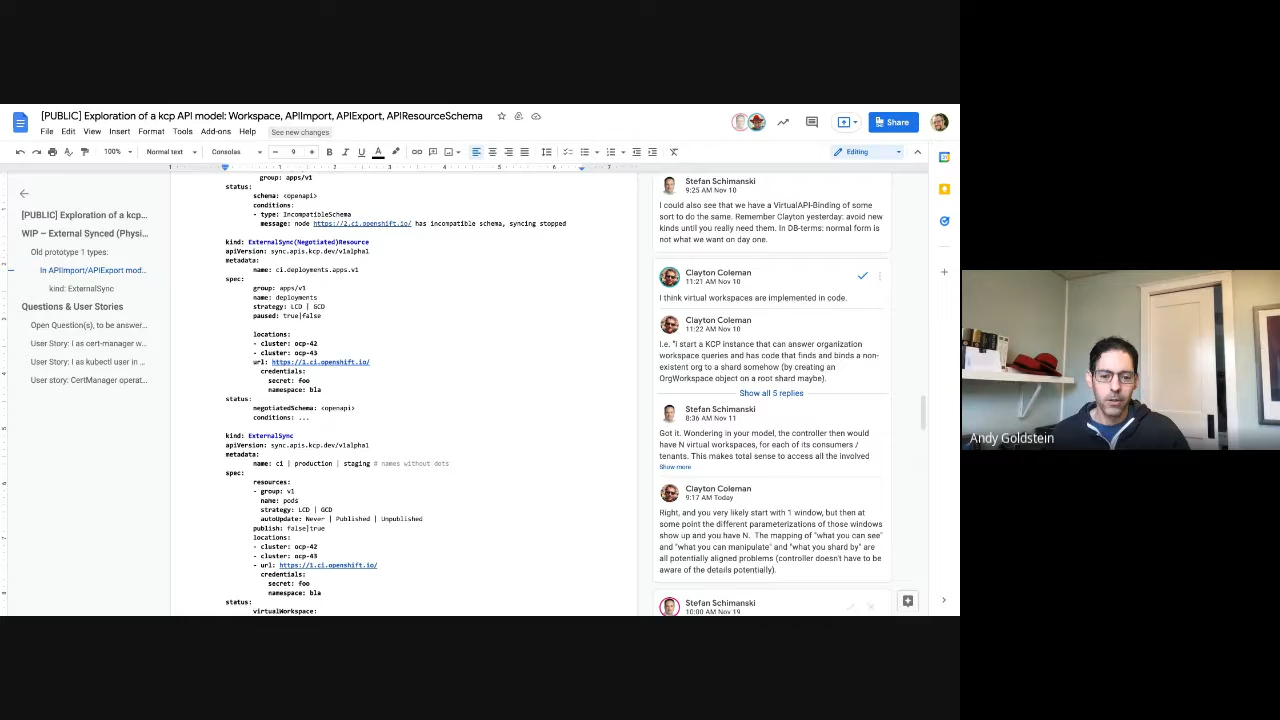 [PUBLIC] Exploration of a kcp API model: Workspace, APIImport, APIExport, APIResourceSchema
File Edit View Insert Format Tools Add-ons Help See new changes
Share
100% Normal text Consolas 9 Editing
1 1 2 3 4 5 6 7
[PUBLIC] Exploration of a kcp...
WIP – External Synced (Physi...
Old prototype 1 types:
In APIImport/APIExport mod...
kind: ExternalSync
Questions & User Stories
Open Question(s), to be answer...
User Story: I as cert-manager w...
User Story: I as kubectl user in ...
User story: CertManager operat...
group: apps/v1
status:
schema: <openapi>
conditions:
- type: IncompatibleSchema
message: node https://2.ci.openshift.io/ has incompatible schema, syncing stopped
kind: ExternalSync(Negotiated)Resource
apiVersion: sync.apis.kcp.dev/v1alpha1
metadata:
name: ci.deployments.apps.v1
spec:
group: apps/v1
name: deployments
strategy: LCD | GCD
paused: true|false
locations:
- cluster: ocp-42
- cluster: ocp-43
url: https://1.ci.openshift.io/
credentials:
secret: foo
namespace: bla
status:
negotiatedSchema: <openapi>
conditions: ...
kind: ExternalSync
apiVersion: sync.apis.kcp.dev/v1alpha1
metadata:
name: ci | production | staging # names without dots
spec:
resources:
- group: v1
name: pods
strategy: LCD | GCD
autoUpdate: Never | Published | Unpublished
publish: false|true
locations:
- cluster: ocp-42
- cluster: ocp-43
- url: https://1.ci.openshift.io/
credentials:
secret: foo
namespace: bla
status:
virtualWorkspace:
Stefan Schimanski
9:25 AM Nov 10
I could also see that we have a VirtualAPI-Binding of some
sort to do the same. Remember Clayton yesterday: avoid new
kinds until you really need them. In DB-terms: normal form is
not what we want on day one.
Clayton Coleman
11:21 AM Nov 10
I think virtual workspaces are implemented in code.
Clayton Coleman
11:22 AM Nov 10
I.e. "I start a KCP instance that can answer organization
workspace queries and has code that finds and binds a non-
existent org to a shard somehow (by creating an
OrgWorkspace object on a root shard maybe).
Show all 5 replies
Stefan Schimanski
8:36 AM Nov 11
Got it. Wondering in your model, the controller then would
have N virtual workspaces, for each of its consumers /
tenants. This makes total sense to access all the involved
Show more
Clayton Coleman
9:17 AM Today
Right, and you very likely start with 1 window, but then at
some point the different parameterizations of those windows
show up and you have N. The mapping of "what you can see"
and "what you can manipulate" and "what you shard by" are
all potentially aligned problems (controller doesn't have to be
aware of the details potentially).
Stefan Schimanski
10:00 AM Nov 19
Andy Goldstein